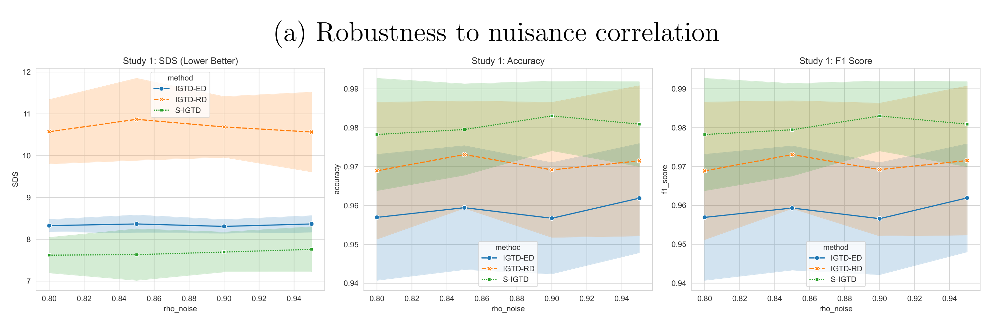 (a) Robustness to nuisance correlation
Study 1: SDS (Lower Better)
12
11
10
9
8
7
SDS
method
IGTD-ED
IGTD-RD
S-IGTD
0.80 0.82 0.84 0.86 0.88 0.90 0.92 0.94
rho_noise
Study 1: Accuracy
0.99
0.98
0.97
0.96
0.95
0.94
accuracy
method
IGTD-ED
IGTD-RD
S-IGTD
0.80 0.82 0.84 0.86 0.88 0.90 0.92 0.94
rho_noise
Study 1: F1 Score
0.99
0.98
0.97
0.96
0.95
0.94
f1_score
method
IGTD-ED
IGTD-RD
S-IGTD
0.80 0.82 0.84 0.86 0.88 0.90 0.92 0.94
rho_noise